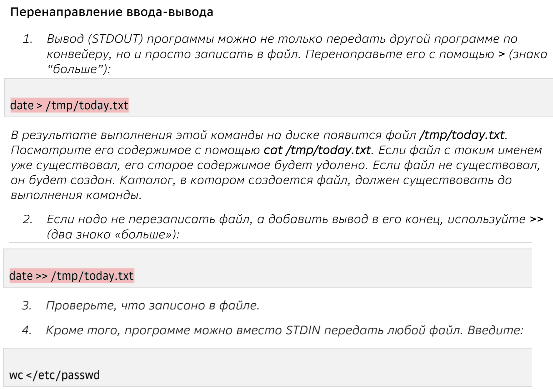 Перенаправление ввода-вывода
1. Вывод (STDOUT) программы можно не только передать другой программе по
конвейеру, но и просто записать в файл. Перенаправьте его с помощью > (знака
“больше”):
date > /tmp/today.txt
В результате выполнения этой команды на диске появится файл /tmp/today.txt.
Посмотрите его содержимое с помощью cat /tmp/today.txt. Если файл с таким именем
уже существовал, его старое содержимое будет удалено. Если файл не существовал,
он будет создан. Каталог, в котором создается файл, должен существовать до
выполнения команды.
2. Если надо не перезаписать файл, а добавить вывод в его конец, используйте >>
(два знака «больше»):
date >> /tmp/today.txt
3. Проверьте, что записано в файле.
4. Кроме того, программе можно вместо STDIN передать любой файл. Введите:
wc </etc/passwd